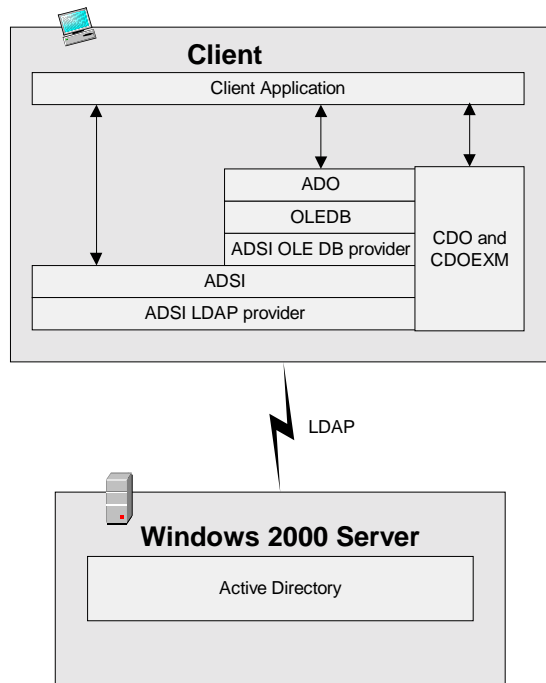 Client
Client Application
ADO
OLEDB
ADSI OLE DB provider
CDO and
CDOEXM
ADSI
ADSI LDAP provider
LDAP
Windows 2000 Server
Active Directory